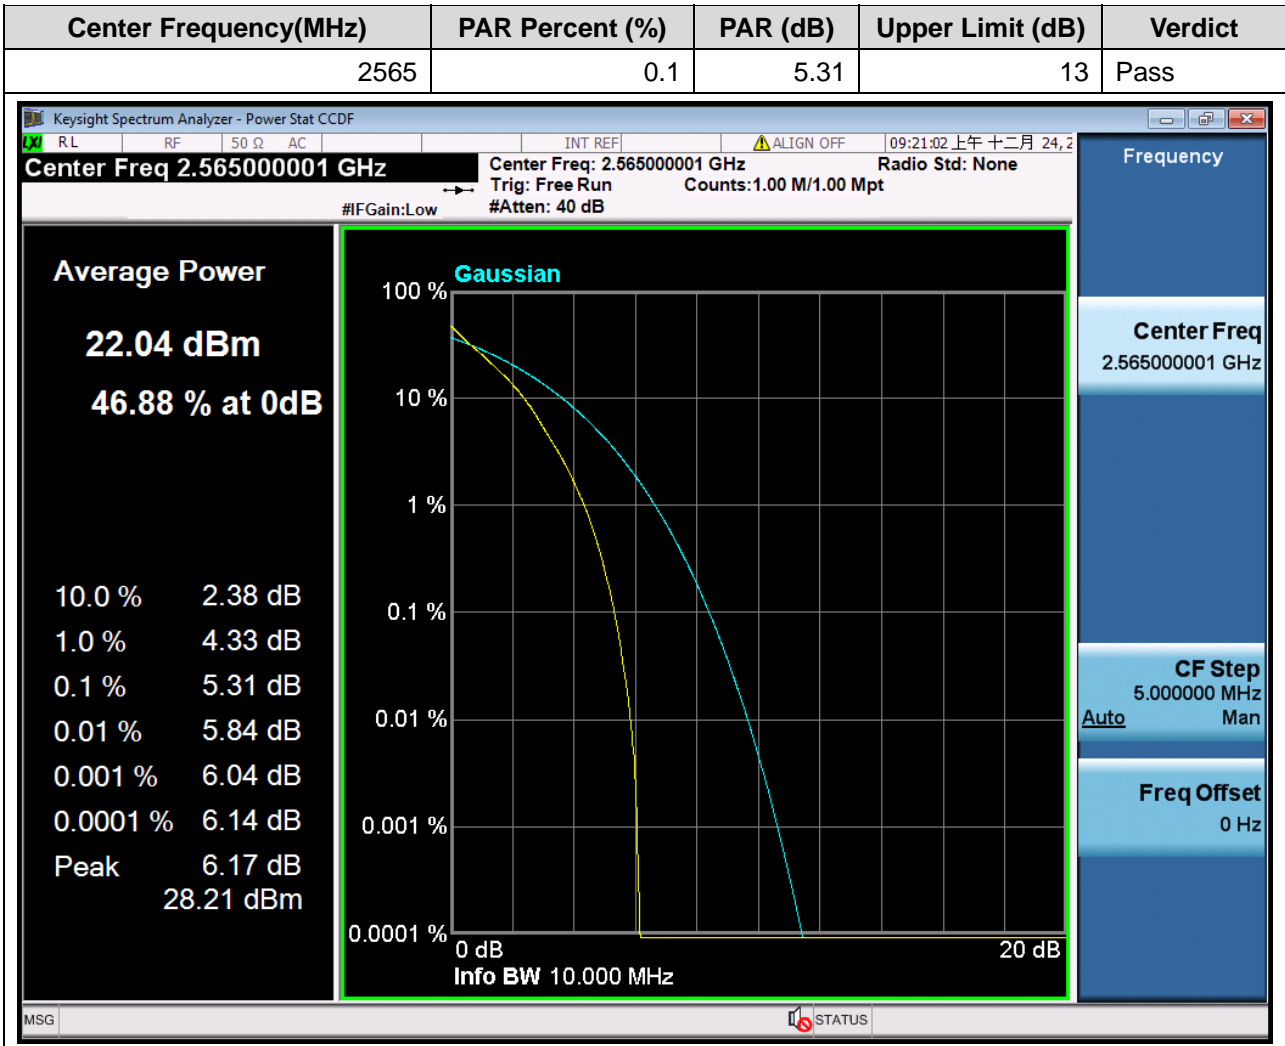 Center Frequency(MHz) PAR Percent (%) PAR (dB) Upper Limit (dB) Verdict
2565 0.1 5.31 13 Pass
Keysight Spectrum Analyzer - Power Stat CCDF
LXI RL RF 50 Ω AC INT REF ALIGN OFF 09:21:02 上午 十二月 24, 2
Center Freq 2.565000001 GHz
Center Freq: 2.565000001 GHz Radio Std: None
Trig: Free Run Counts:1.00 M/1.00 Mpt
#IFGain:Low #Atten: 40 dB
Average Power
22.04 dBm
46.88 % at 0dB
10.0 % 2.38 dB
1.0 % 4.33 dB
0.1 % 5.31 dB
0.01 % 5.84 dB
0.001 % 6.04 dB
0.0001 % 6.14 dB
Peak 6.17 dB
28.21 dBm
Gaussian
100 %
10 %
1 %
0.1 %
0.01 %
0.001 %
0.0001 %
0 dB 20 dB
Info BW 10.000 MHz
Frequency
Center Freq
2.565000001 GHz
CF Step
5.000000 MHz
Auto Man
Freq Offset
0 Hz
MSG STATUS